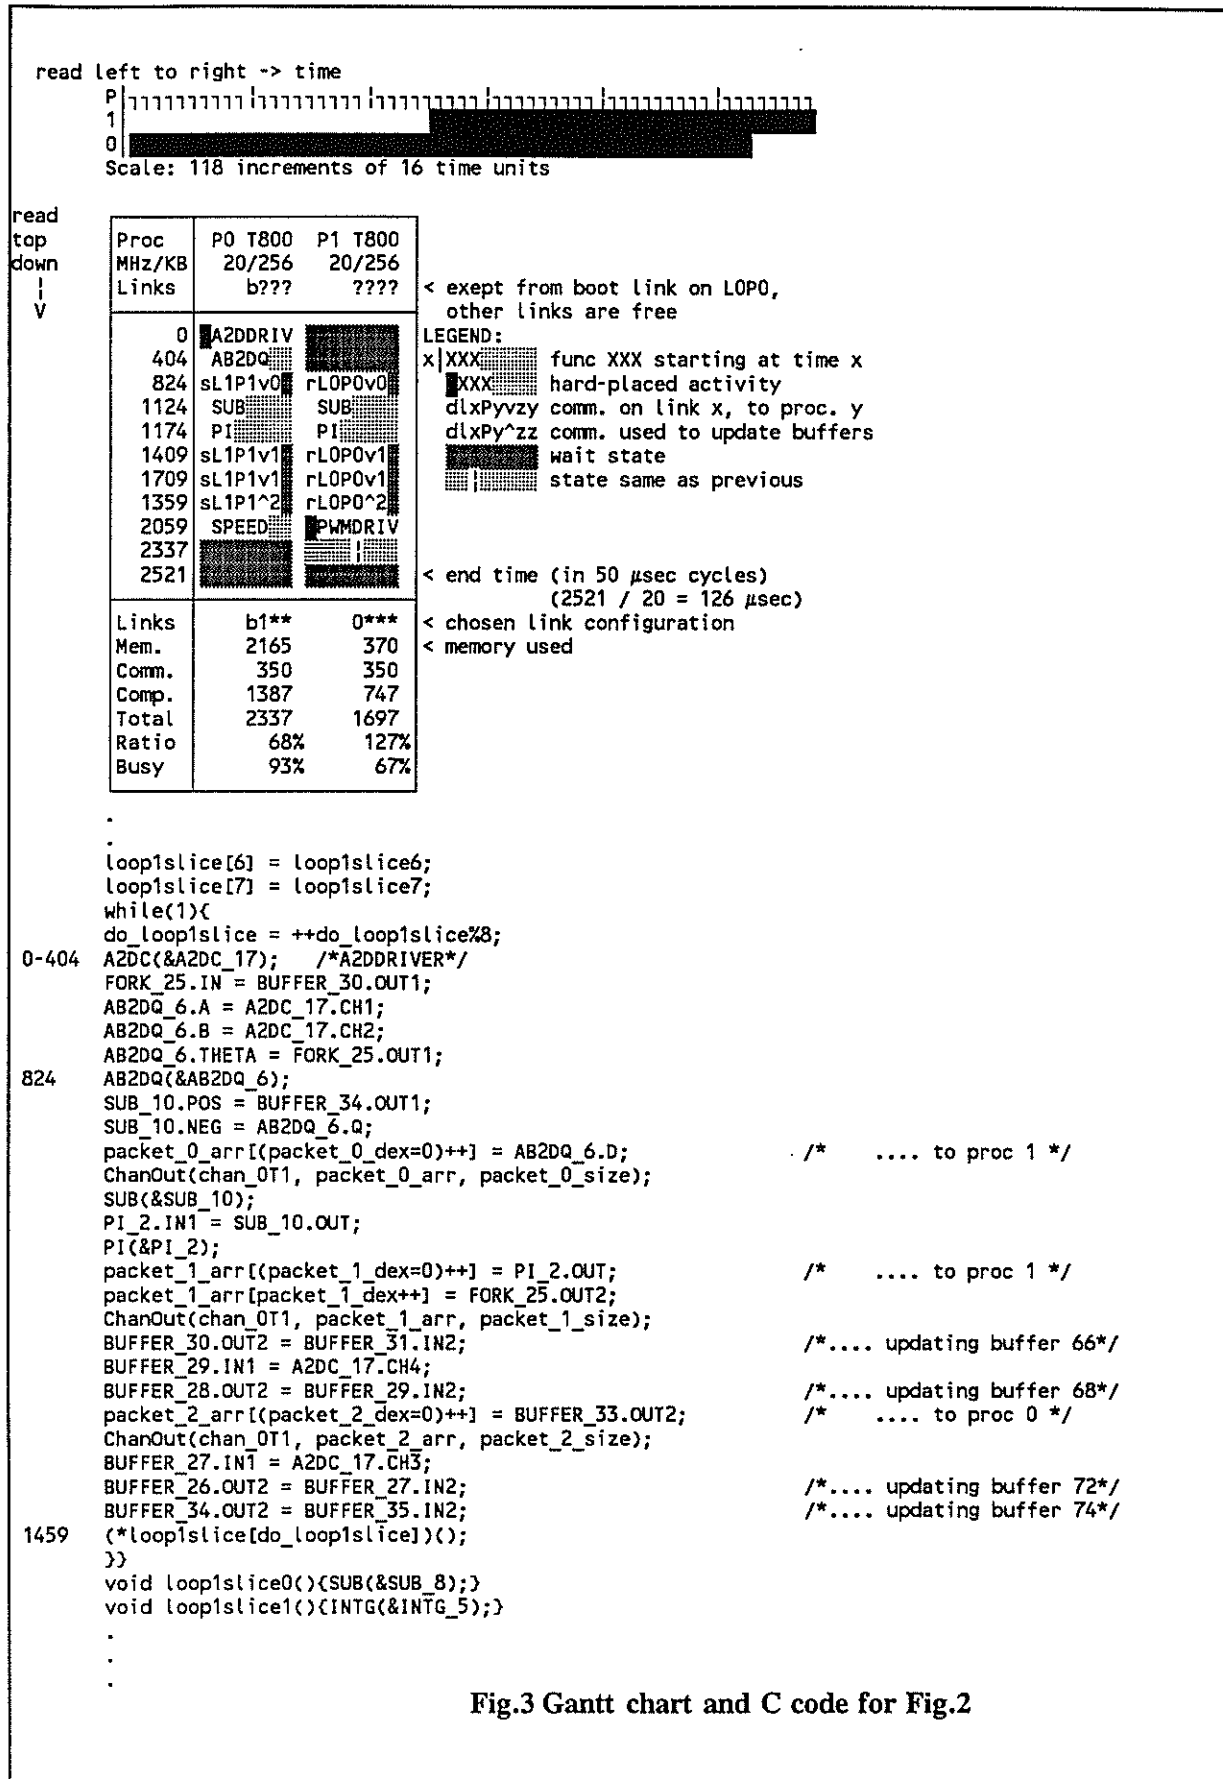 read left to right -> time
P
1
0
Scale: 118 increments of 16 time units
read
top
down
V
Proc P0 T800 P1 T800
MHz/KB 20/256 20/256
Links b??? ???? < exept from boot link on L0P0,
other links are free
0 A2DDRIV LEGEND:
404 AB2DQ x|XXX func XXX starting at time x
824 sL1P1v0 rL0P0v0 XXX hard-placed activity
1124 SUB SUB dlxPyvzy comm. on link x, to proc. y
1174 PI PI dlxPy^zz comm. used to update buffers
1409 sL1P1v1 rL0P0v1 wait state
1709 sL1P1v1 rL0P0v1 state same as previous
1359 sL1P1^2 rL0P0^2
2059 SPEED PWMDRIV
2337
2521 < end time (in 50 µsec cycles)
(2521 / 20 = 126 µsec)
Links b1** 0*** < chosen link configuration
Mem. 2165 370 < memory used
Comm. 350 350
Comp. 1387 747
Total 2337 1697
Ratio 68% 127%
Busy 93% 67%
.
.
loop1slice[6] = loop1slice6;
loop1slice[7] = loop1slice7;
while(1){
do_loop1slice = ++do_loop1slice%8;
0-404 A2DC(&A2DC_17); /*A2DDRIVER*/
FORK_25.IN = BUFFER_30.OUT1;
AB2DQ_6.A = A2DC_17.CH1;
AB2DQ_6.B = A2DC_17.CH2;
AB2DQ_6.THETA = FORK_25.OUT1;
824 AB2DQ(&AB2DQ_6);
SUB_10.POS = BUFFER_34.OUT1;
SUB_10.NEG = AB2DQ_6.Q;
packet_0_arr[(packet_0_dex=0)++] = AB2DQ_6.D; /* .... to proc 1 */
ChanOut(chan_0T1, packet_0_arr, packet_0_size);
SUB(&SUB_10);
PI_2.IN1 = SUB_10.OUT;
PI(&PI_2);
packet_1_arr[(packet_1_dex=0)++] = PI_2.OUT; /* .... to proc 1 */
packet_1_arr[packet_1_dex++] = FORK_25.OUT2;
ChanOut(chan_0T1, packet_1_arr, packet_1_size);
BUFFER_30.OUT2 = BUFFER_31.IN2; /*.... updating buffer 66*/
BUFFER_29.IN1 = A2DC_17.CH4;
BUFFER_28.OUT2 = BUFFER_29.IN2; /*.... updating buffer 68*/
packet_2_arr[(packet_2_dex=0)++] = BUFFER_33.OUT2; /* .... to proc 0 */
ChanOut(chan_0T1, packet_2_arr, packet_2_size);
BUFFER_27.IN1 = A2DC_17.CH3;
BUFFER_26.OUT2 = BUFFER_27.IN2; /*.... updating buffer 72*/
BUFFER_34.OUT2 = BUFFER_35.IN2; /*.... updating buffer 74*/
1459 (*loop1slice[do_loop1slice])();
}}
void loop1slice0(){SUB(&SUB_8);}
void loop1slice1(){INTG(&INTG_5);}
.
.
.
Fig.3 Gantt chart and C code for Fig.2